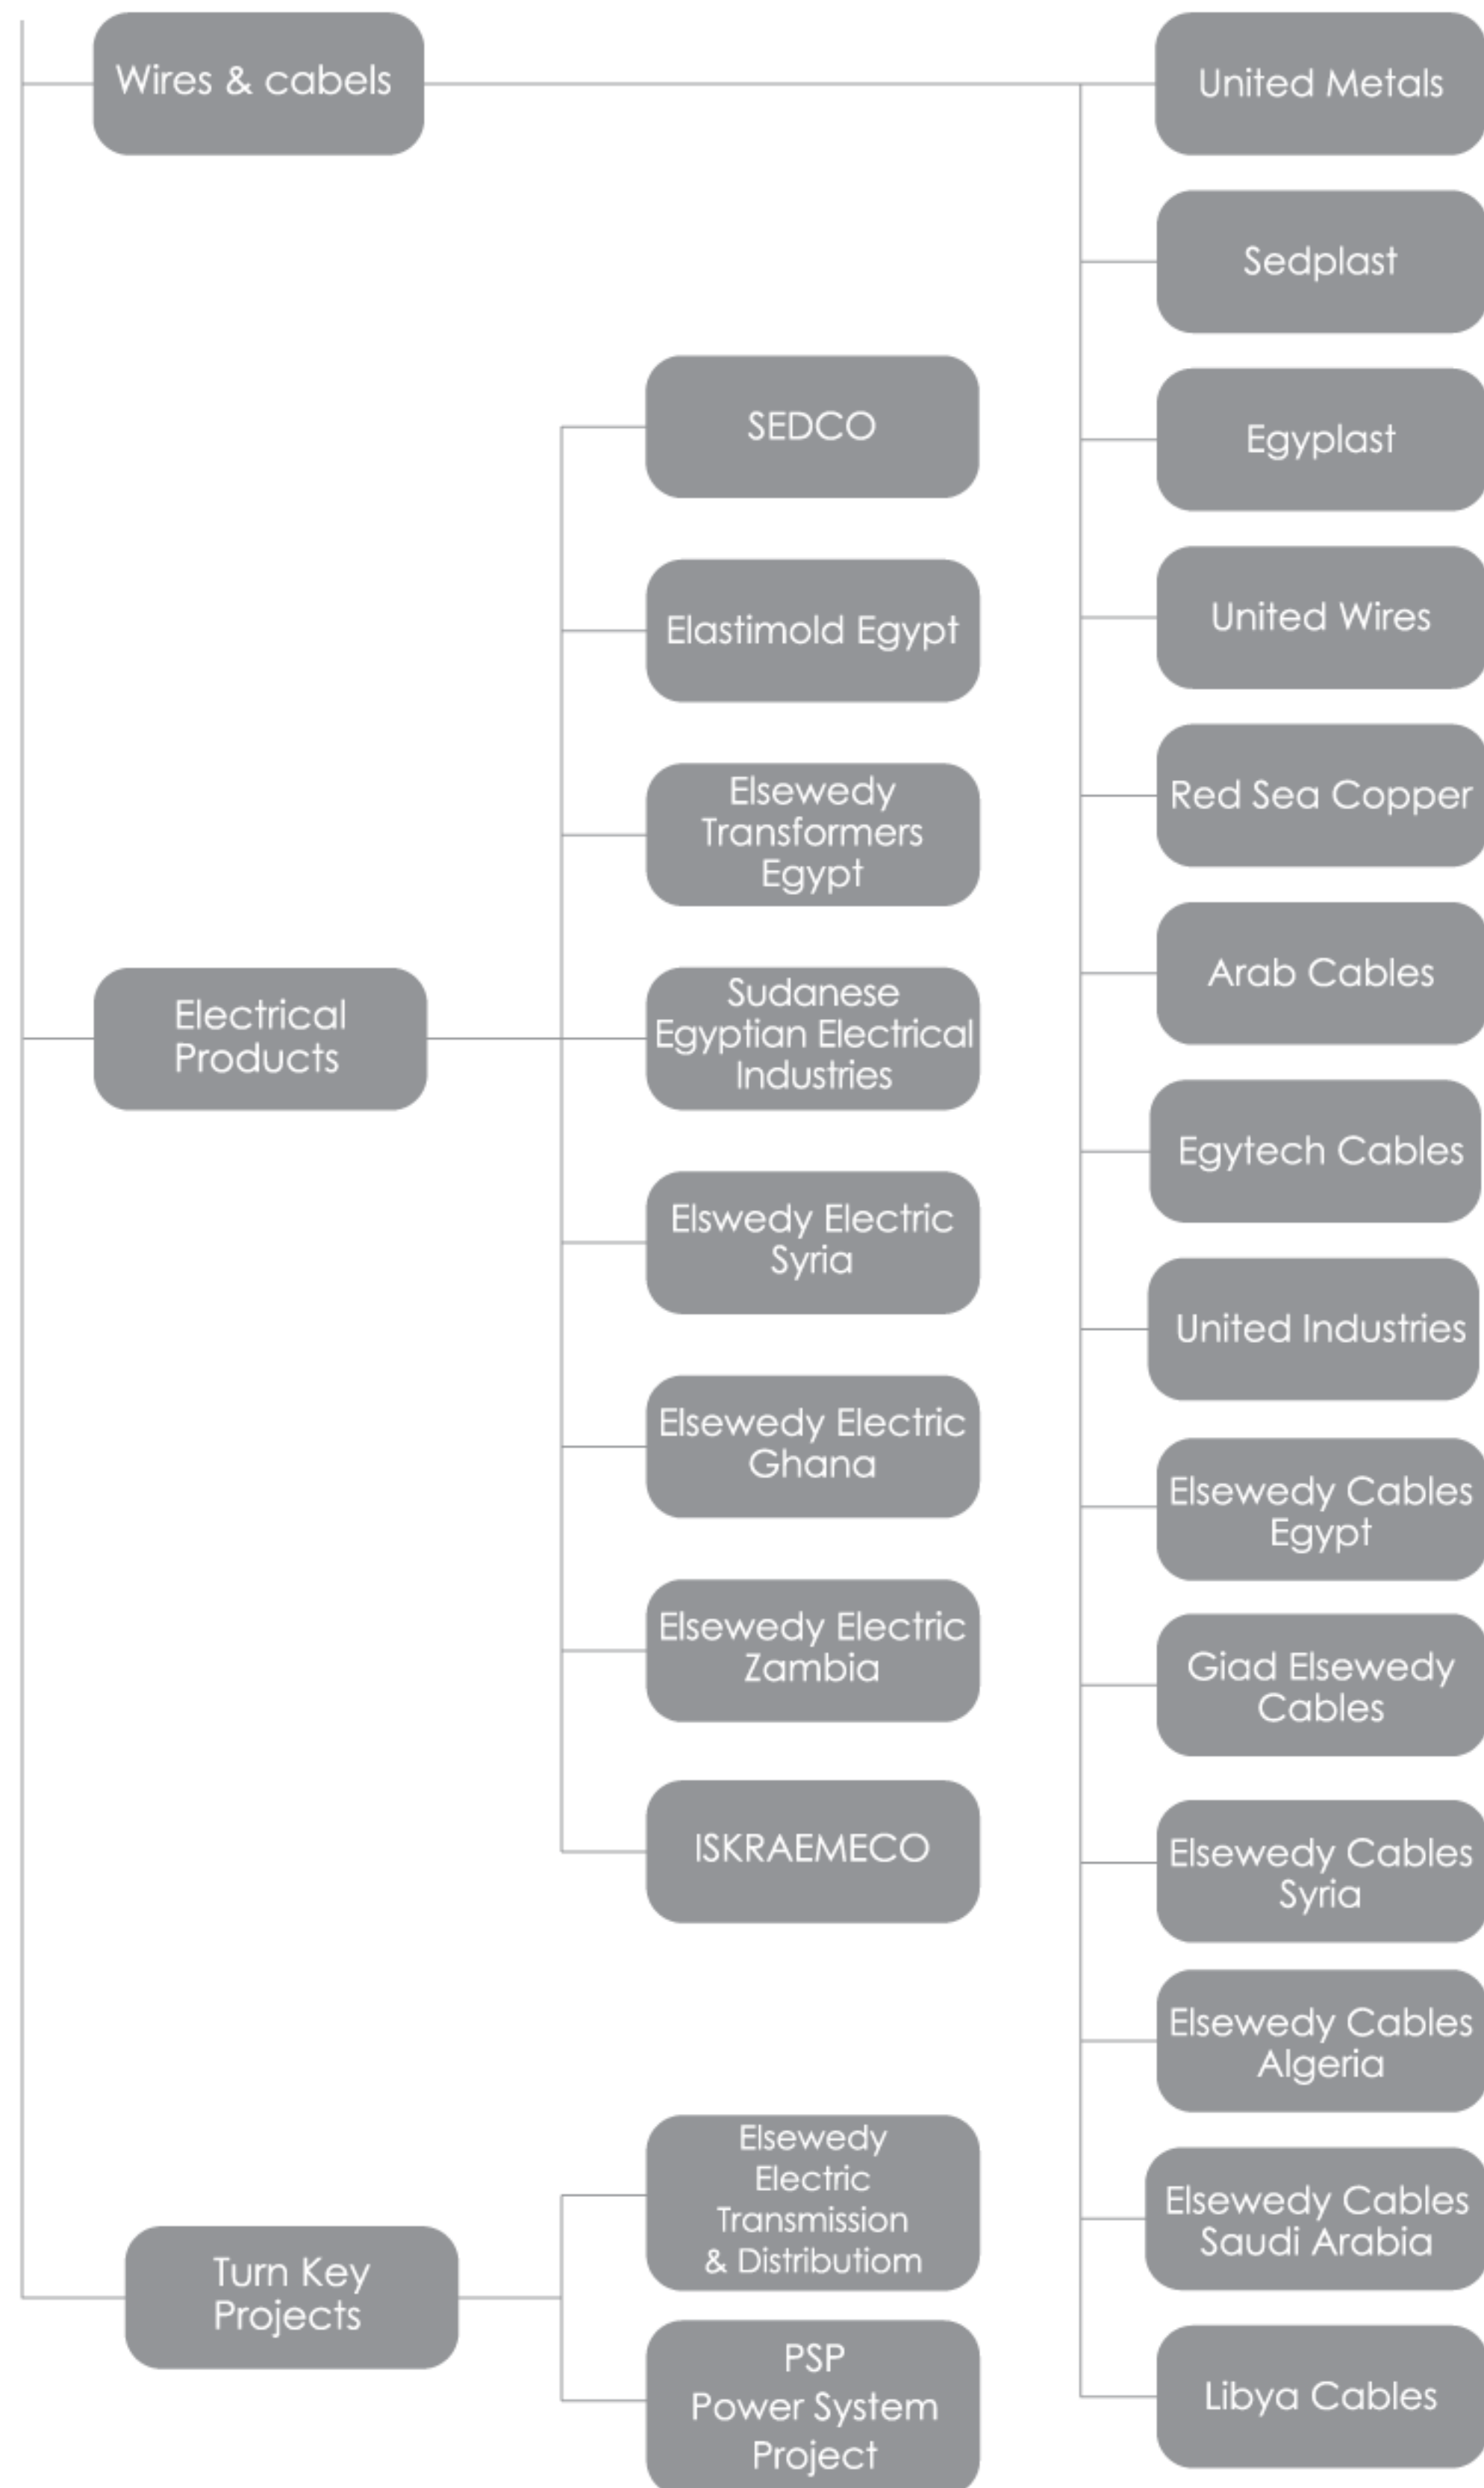 Wires & cabels
United Metals
Sedplast
Egyplast
United Wires
Red Sea Copper
Arab Cables
Egytech Cables
United Industries
Elsewedy Cables
Egypt
Giad Elsewedy
Cables
Elsewedy Cables
Syria
Elsewedy Cables
Algeria
Elsewedy Cables
Saudi Arabia
Libya Cables
Electrical
Products
SEDCO
Elastimold Egypt
Elsewedy
Transformers
Egypt
Sudanese
Egyptian Electrical
Industries
Elswedy Electric
Syria
Elsewedy Electric
Ghana
Elsewedy Electric
Zambia
ISKRAEMECO
Turn Key
Projects
Elsewedy
Electric
Transmission
& Distributiom
PSP
Power System
Project